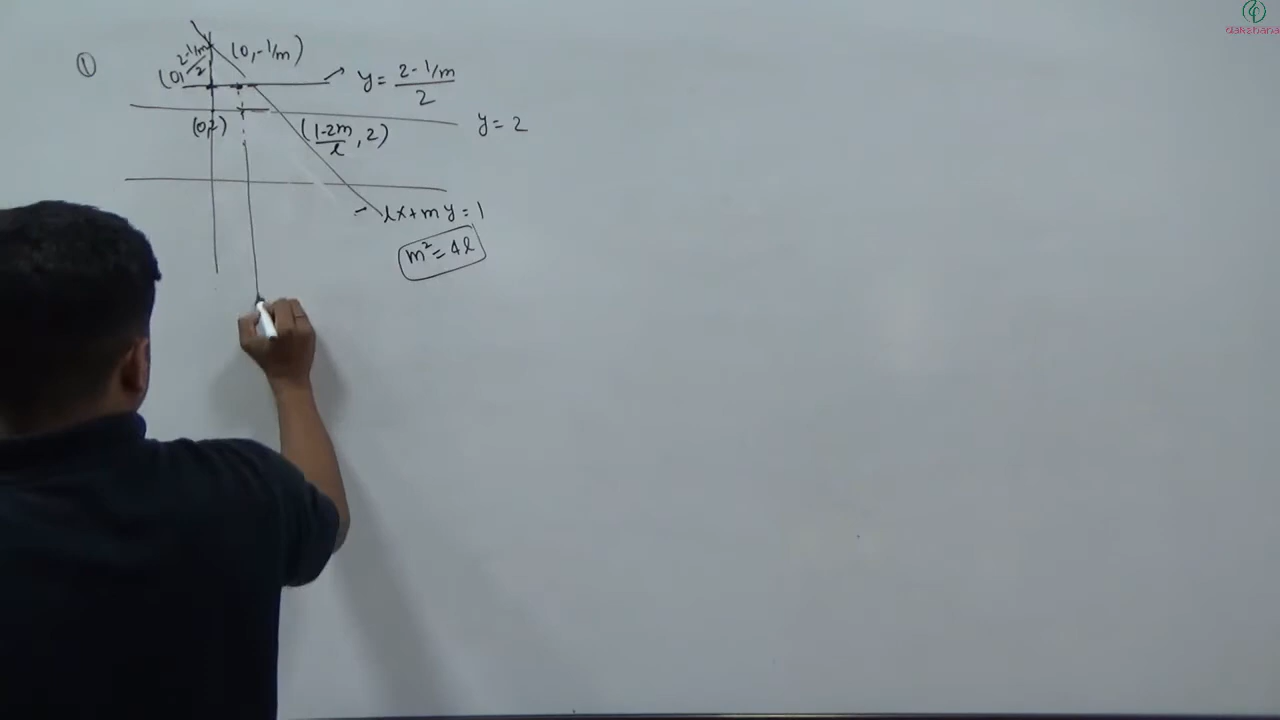 ①
(0, 2-1/m / 2
(0, -1/m)
y = 2-1/m / 2
(0,2)
(1-2m / l , 2)
y = 2
lx+my=1
m² = 4l
dakshana